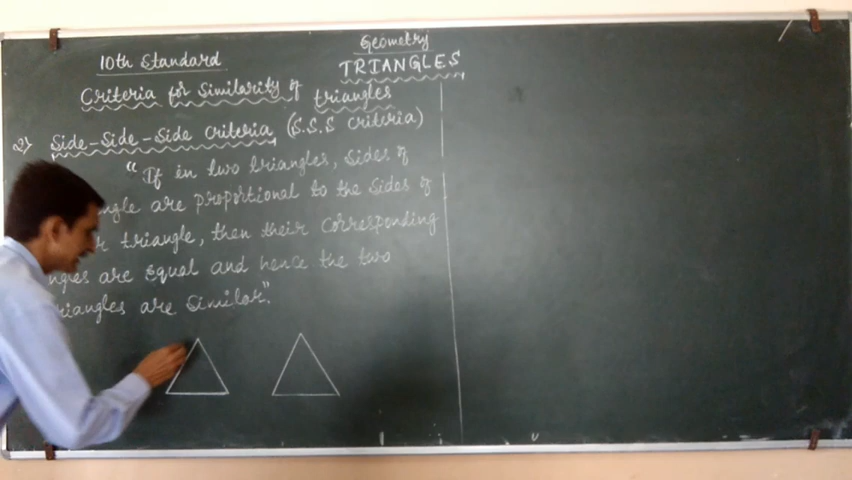 Geometry
10th Standard
TRIANGLES
Criteria for Similarity of triangles
2) Side-Side-Side Criteria (S.S.S Criteria)
"If in two triangles, Sides of
are proportional to the Sides of
triangle, then their Corresponding
are Equal and hence the two
are Similar".